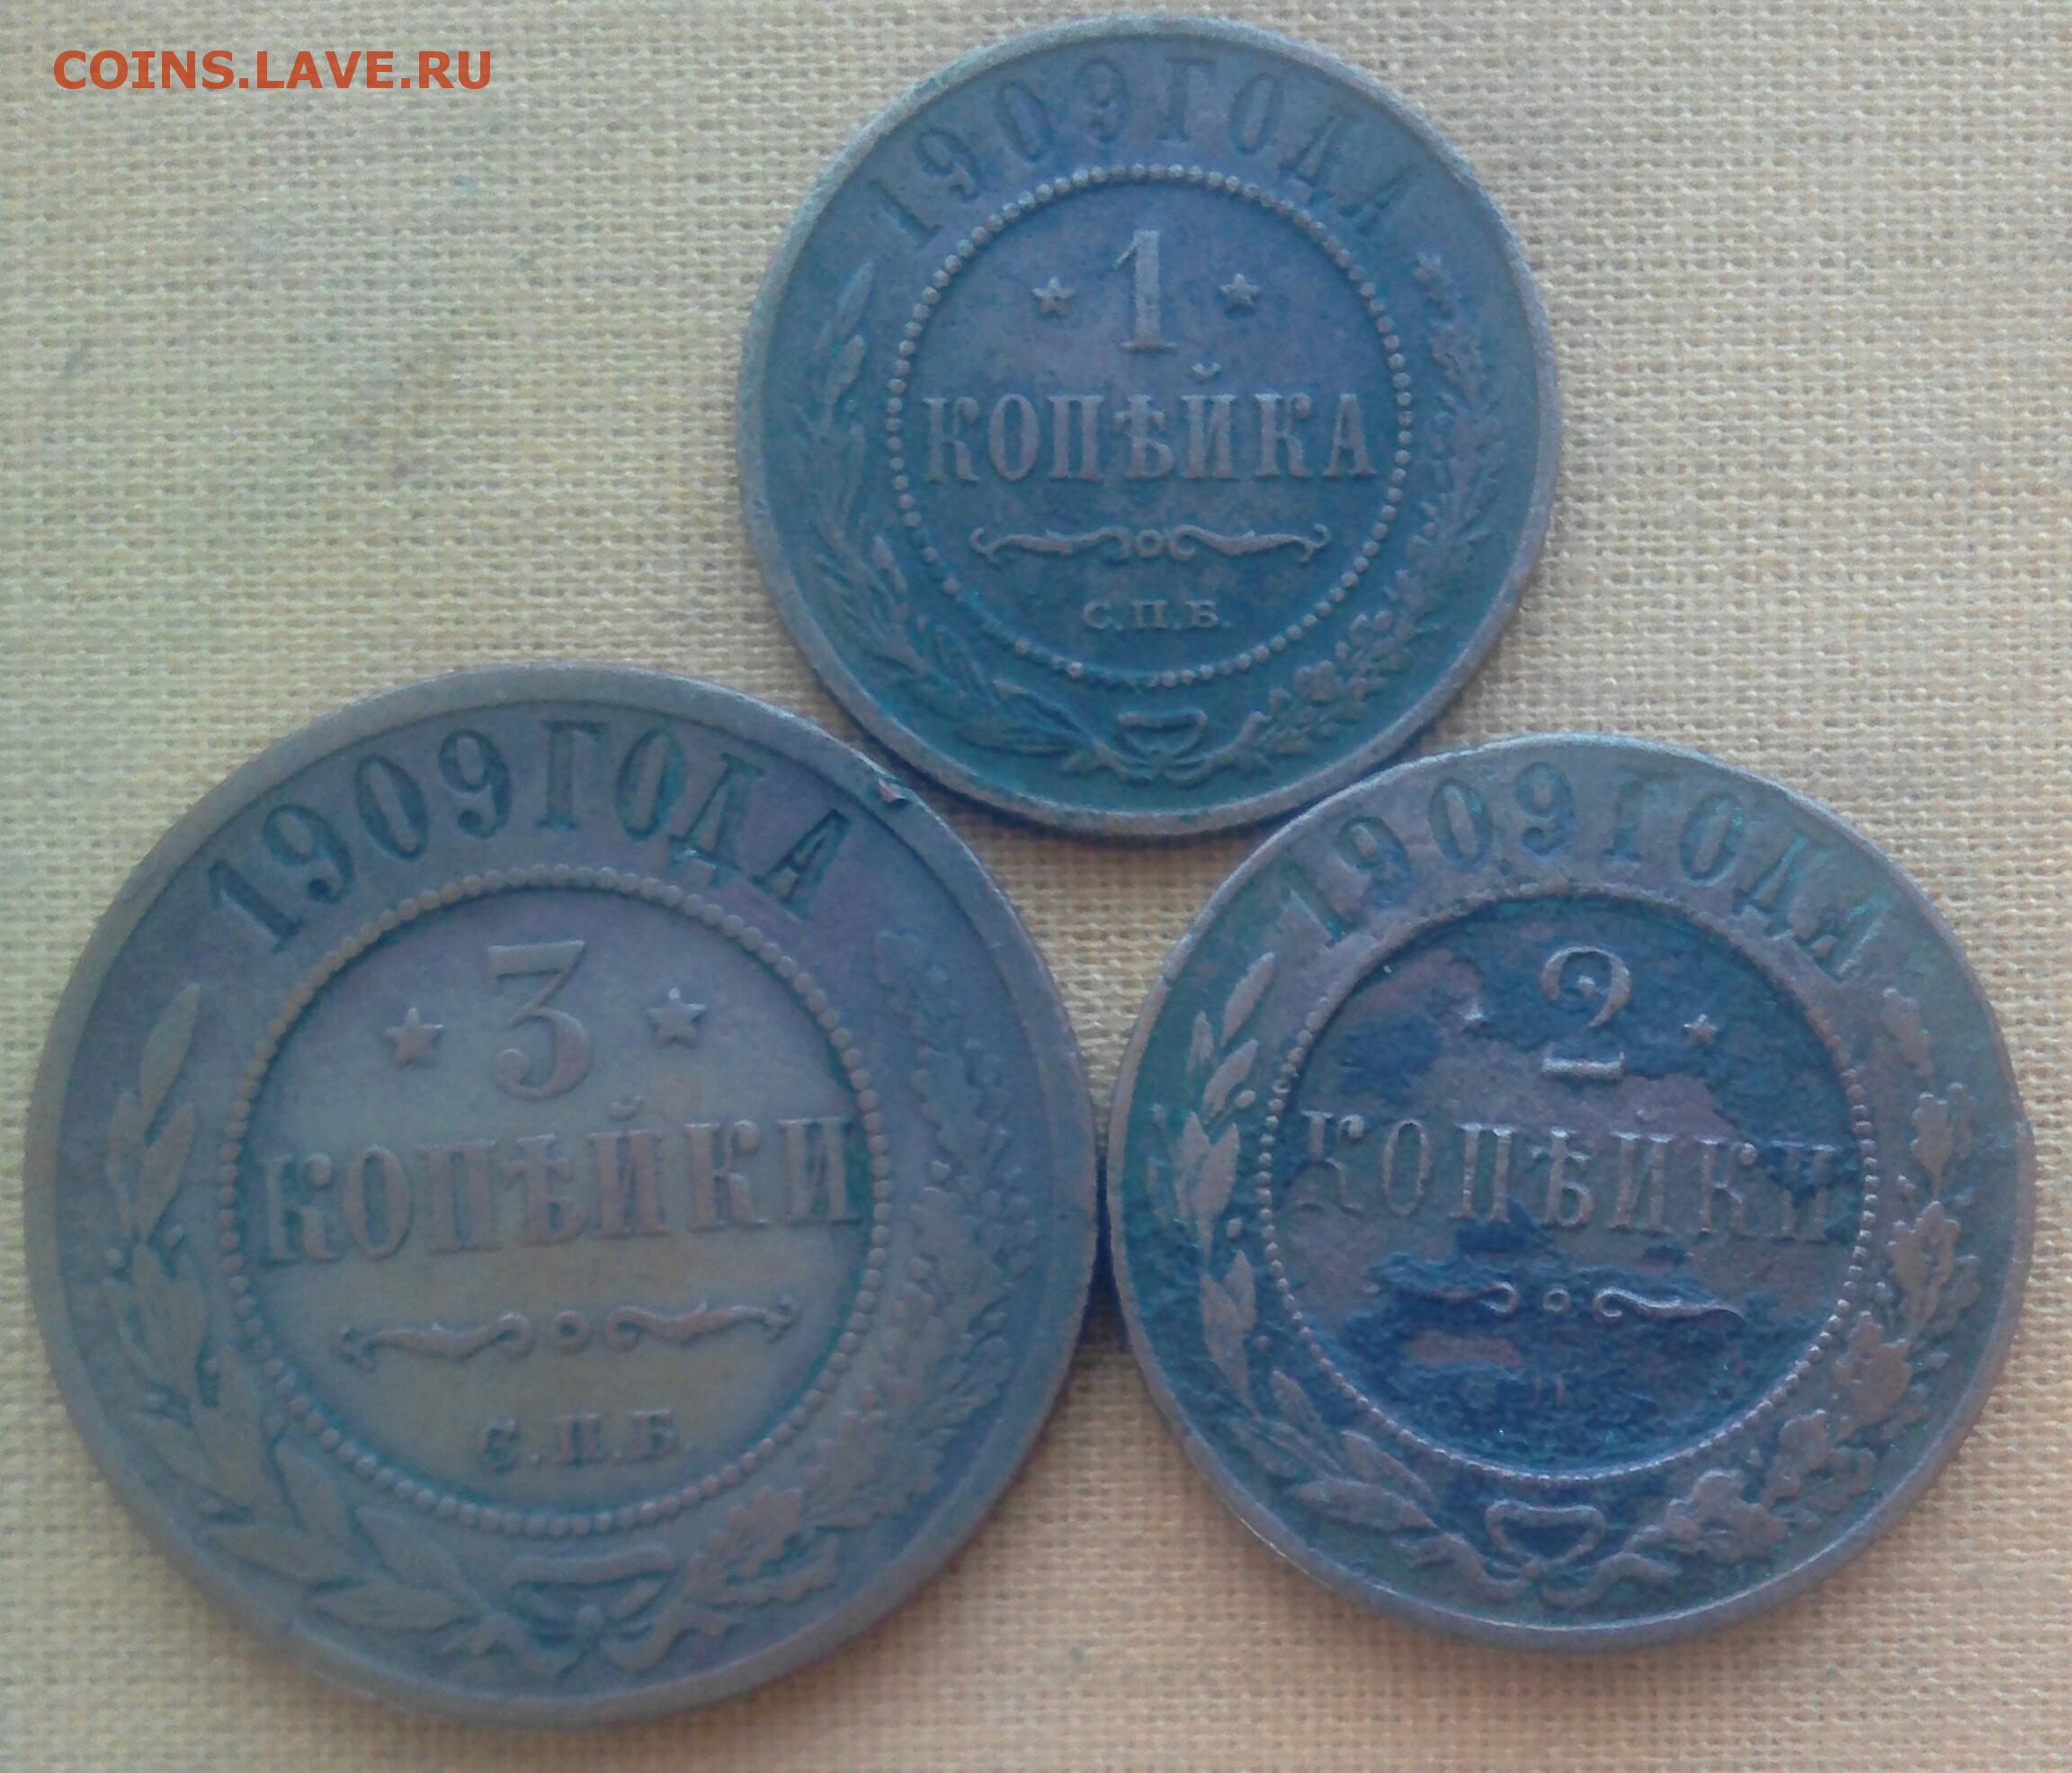 COINS.LAVE.RU
1909 ГОДА
1
КОПѢЙКА
С.П.Б.
1909 ГОДА
3
КОПѢЙКИ
С.П.Б.
1909 ГОДА
2
КОПѢЙКИ